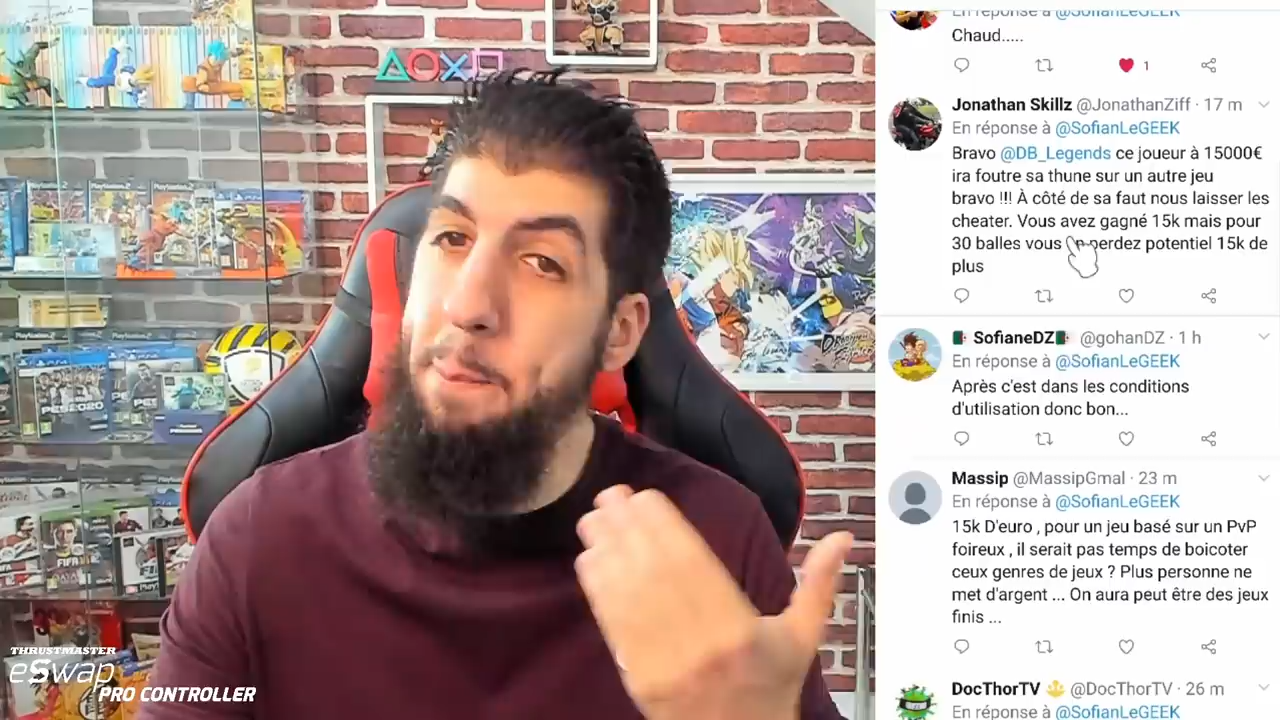 En réponse à @SofianLeGEEK
Chaud.....
1
Jonathan Skillz @JonathanZiff · 17 m
En réponse à @SofianLeGEEK
Bravo @DB_Legends ce joueur à 15000€
ira foutre sa thune sur un autre jeu
bravo !!! À côté de sa faut nous laisser les
cheater. Vous avez gagné 15k mais pour
30 balles vous perdez potentiel 15k de
plus
SofianeDZ @gohanDZ · 1 h
En réponse à @SofianLeGEEK
Après c'est dans les conditions
d'utilisation donc bon...
Massip @MassipGmal · 23 m
En réponse à @SofianLeGEEK
15k D'euro , pour un jeu basé sur un PvP
foireux , il serait pas temps de boicoter
ceux genres de jeux ? Plus personne ne
met d'argent ... On aura peut être des jeux
finis ...
DocThorTV @DocThorTV · 26 m
En réponse à @SofianLeGEEK
PES2020
FIFA
THRUSTMASTER
eSwap
PRO CONTROLLER